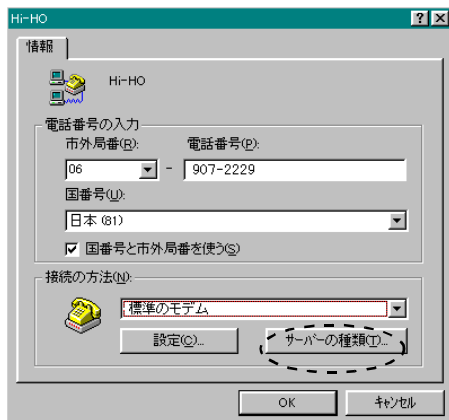 Hi-HO
情報
Hi-HO
電話番号の入力
市外局番(R): 電話番号(P):
06 - 907-2229
国番号(U):
日本 (81)
国番号と市外局番を使う(S)
接続の方法(N):
標準のモデム
設定(C)... サーバーの種類(T)...
OK キャンセル